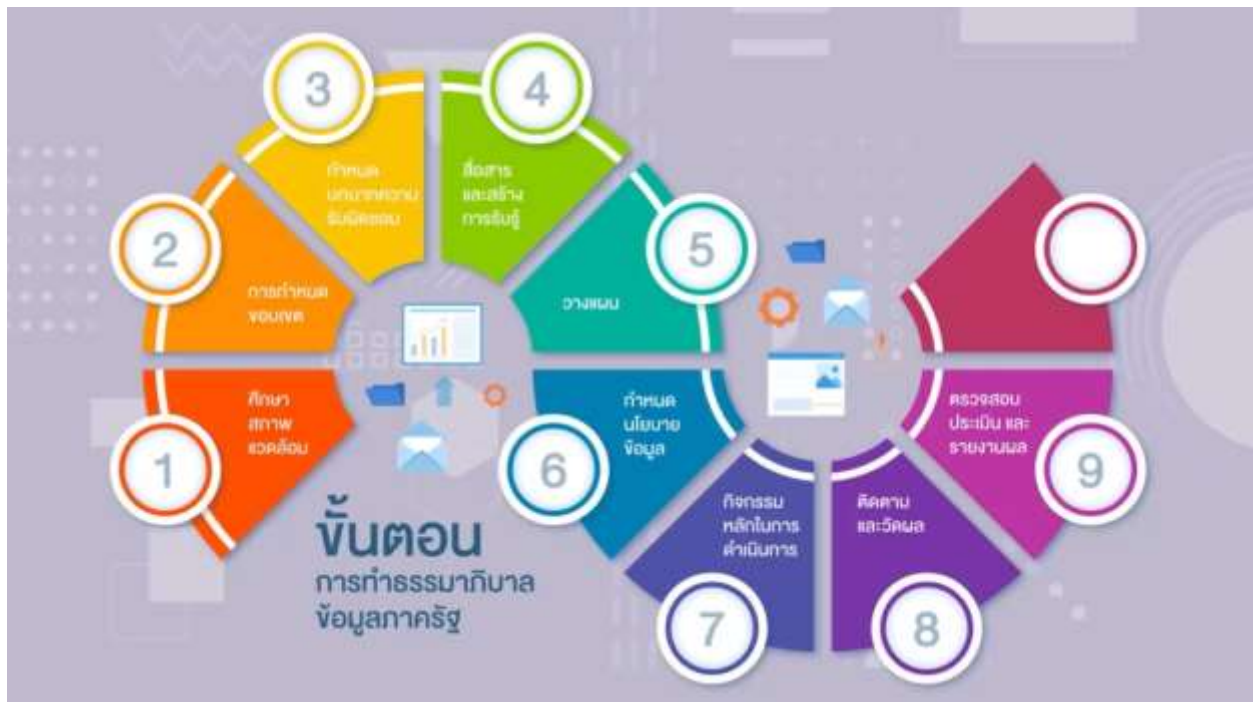 1
ศึกษา
สภาพ
แวดล้อม
2
การกำหนด
ขอบเขต
3
กำหนด
บทบาทความ
รับผิดชอบ
4
สื่อสาร
และสร้าง
การรับรู้
5
วางแผน
6
กำหนด
นโยบาย
ข้อมูล
7
กิจกรรม
หลักในการ
ดำเนินการ
8
ติดตาม
และวัดผล
9
ตรวจสอบ
ประเมิน และ
รายงานผล
ขั้นตอน
การทำธรรมาภิบาล
ข้อมูลภาครัฐ